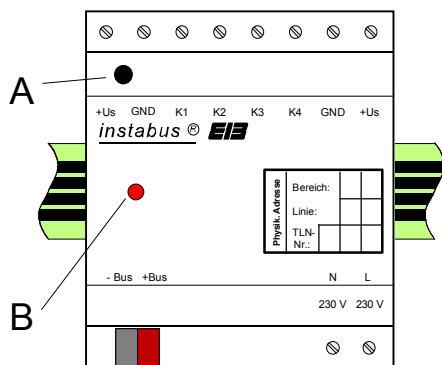 A
+Us GND K1 K2 K3 K4 GND +Us
instabus ® EIB
Physik. Adresse
Bereich:
Linie:
TLN-
Nr.:
B
- Bus +Bus N L
230 V 230 V